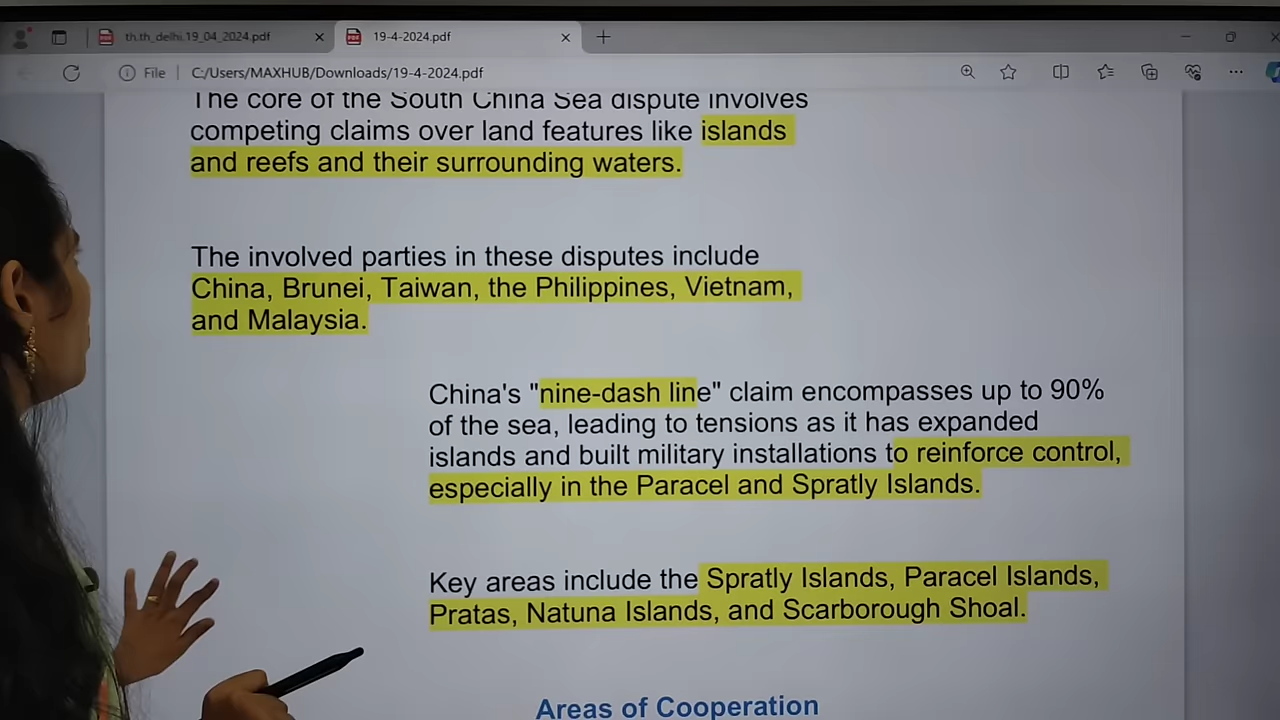 th.th_delhi.19_04_2024.pdf
19-4-2024.pdf
File
C:/Users/MAXHUB/Downloads/19-4-2024.pdf
The core of the South China Sea dispute involves
competing claims over land features like islands
and reefs and their surrounding waters.
The involved parties in these disputes include
China, Brunei, Taiwan, the Philippines, Vietnam,
and Malaysia.
China's "nine-dash line" claim encompasses up to 90%
of the sea, leading to tensions as it has expanded
islands and built military installations to reinforce control,
especially in the Paracel and Spratly Islands.
Key areas include the Spratly Islands, Paracel Islands,
Pratas, Natuna Islands, and Scarborough Shoal.
Areas of Cooperation